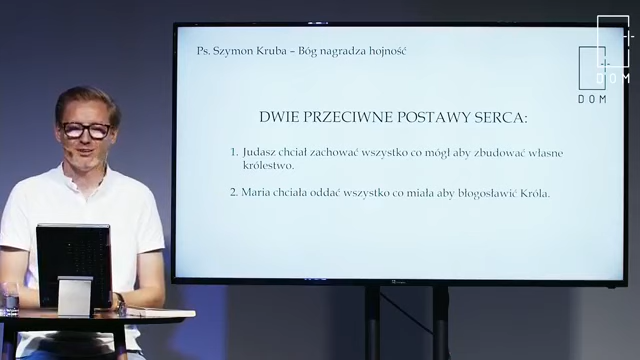 Ps. Szymon Kruba – Bóg nagradza hojność
DOM
DOM
DWIE PRZECIWNE POSTAWY SERCA:
1. Judasz chciał zachować wszystko co mógł aby zbudować własne
królestwo.
2. Maria chciała oddać wszystko co miała aby błogosławić Króla.